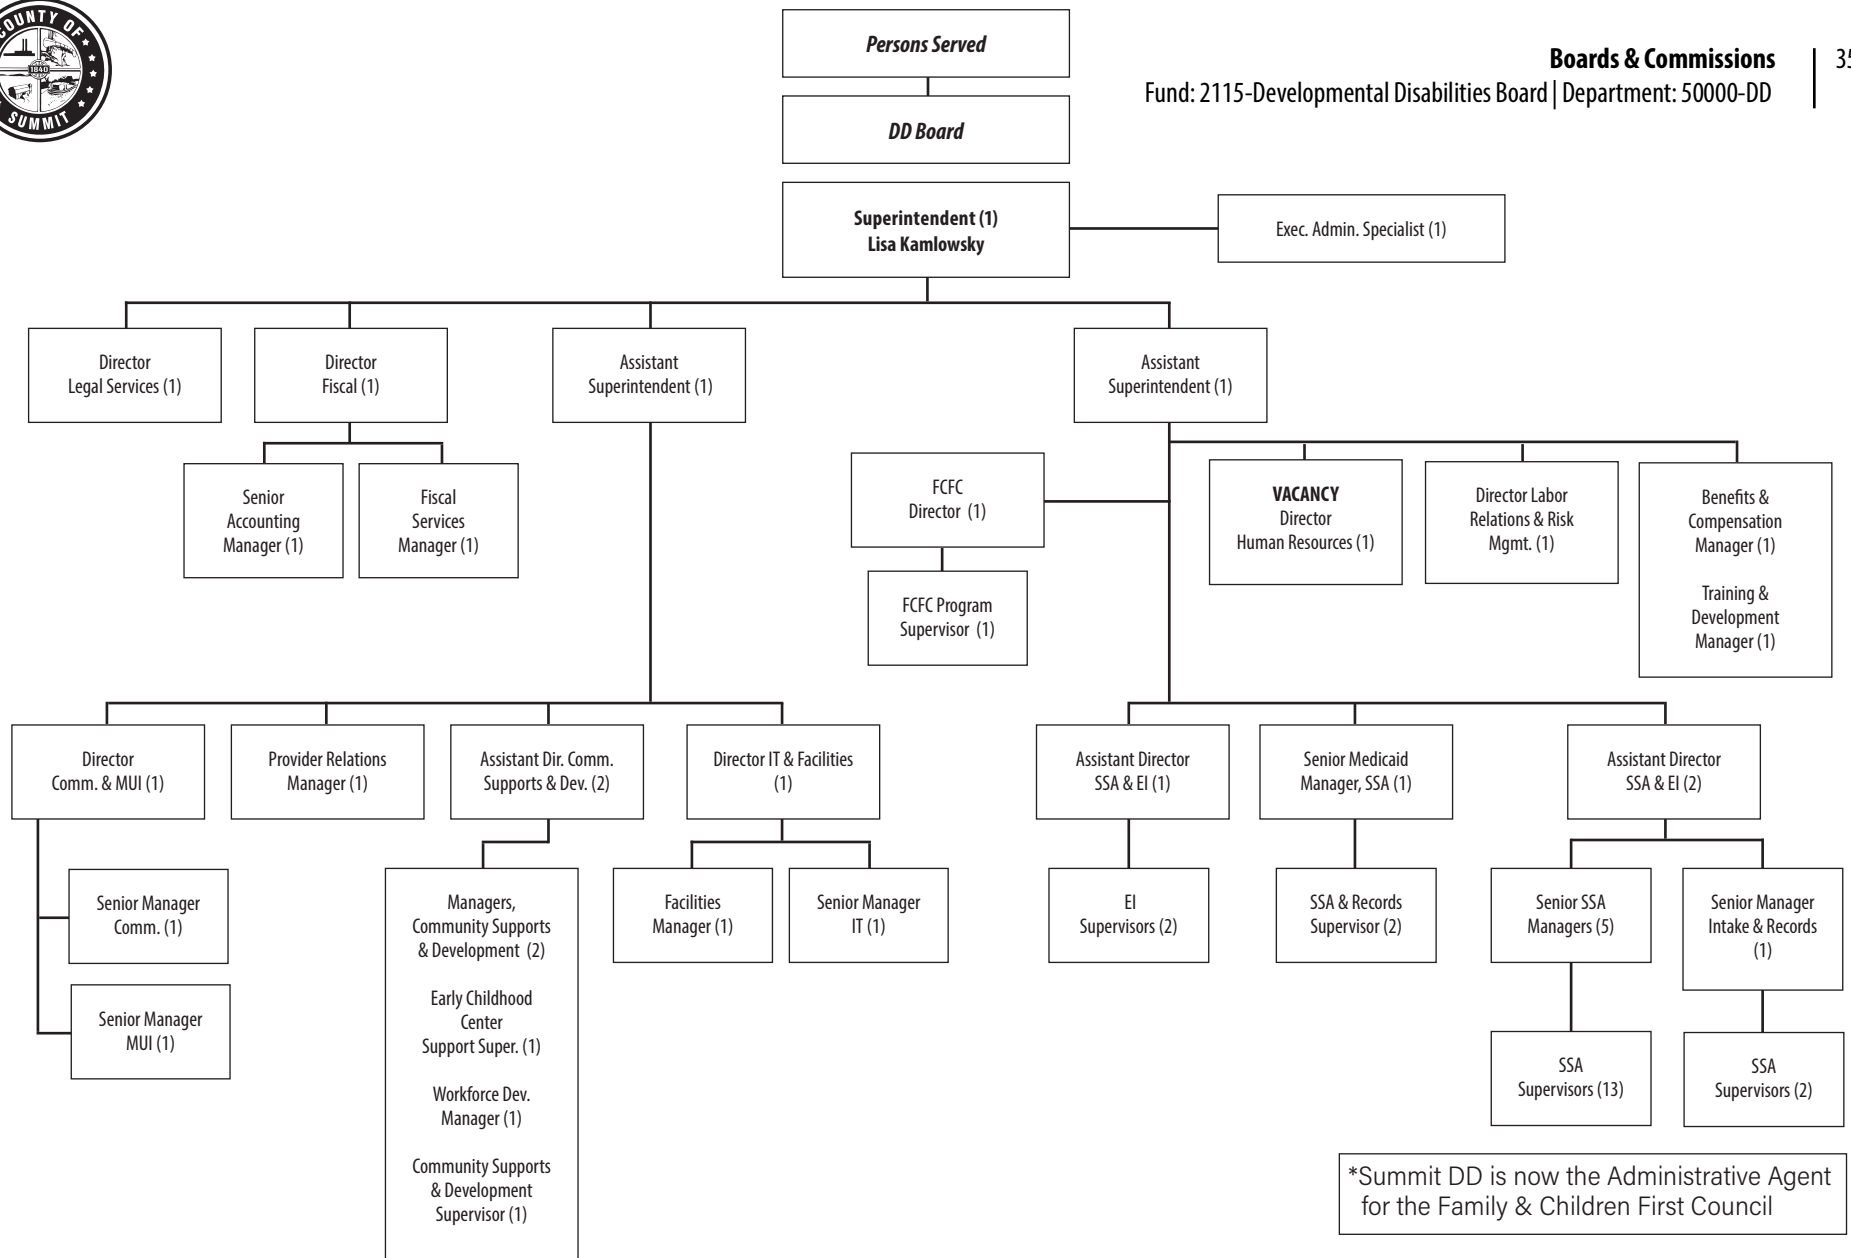 COUNTY OF
1840
SUMMIT
Boards & Commissions
Fund: 2115-Developmental Disabilities Board | Department: 50000-DD
Persons Served
DD Board
Superintendent (1)
Lisa Kamlowsky
Exec. Admin. Specialist (1)
Director
Legal Services (1)
Director
Fiscal (1)
Assistant
Superintendent (1)
Assistant
Superintendent (1)
Senior
Accounting
Manager (1)
Fiscal
Services
Manager (1)
FCFC
Director (1)
FCFC Program
Supervisor (1)
VACANCY
Director
Human Resources (1)
Director Labor
Relations & Risk
Mgmt. (1)
Benefits &
Compensation
Manager (1)
Training &
Development
Manager (1)
Director
Comm. & MUI (1)
Provider Relations
Manager (1)
Assistant Dir. Comm.
Supports & Dev. (2)
Director IT & Facilities
(1)
Assistant Director
SSA & EI (1)
Senior Medicaid
Manager, SSA (1)
Assistant Director
SSA & EI (2)
Senior Manager
Comm. (1)
Senior Manager
MUI (1)
Managers,
Community Supports
& Development (2)
Early Childhood
Center
Support Super. (1)
Workforce Dev.
Manager (1)
Community Supports
& Development
Supervisor (1)
Facilities
Manager (1)
Senior Manager
IT (1)
EI
Supervisors (2)
SSA & Records
Supervisor (2)
Senior SSA
Managers (5)
Senior Manager
Intake & Records
(1)
SSA
Supervisors (13)
SSA
Supervisors (2)
*Summit DD is now the Administrative Agent
for the Family & Children First Council